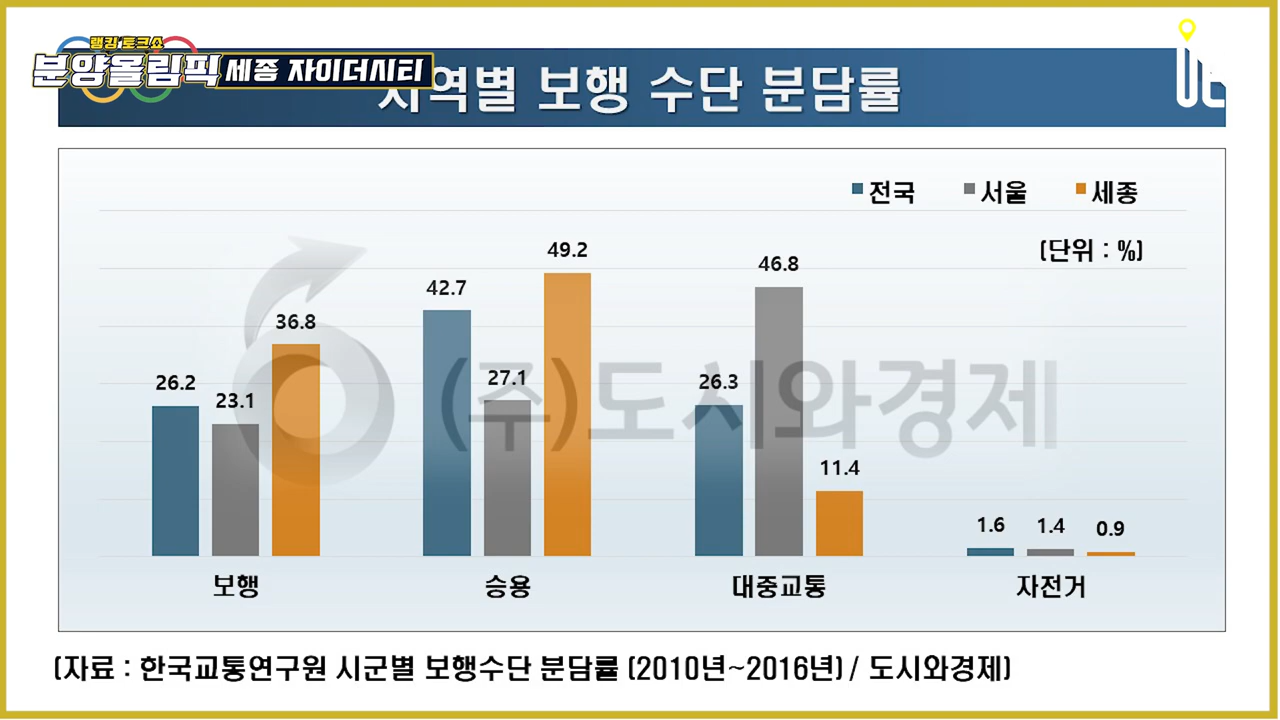 랭킹 토크쇼
분양올림픽 세종 자이더시티
지역별 보행 수단 분담률
전국 서울 세종
(단위 : %)
26.2 23.1 36.8
42.7 27.1 49.2
26.3 46.8 11.4
1.6 1.4 0.9
(주)도시와경제
보행 승용 대중교통 자전거
(자료 : 한국교통연구원 시군별 보행수단 분담률 (2010년~2016년) / 도시와경제)